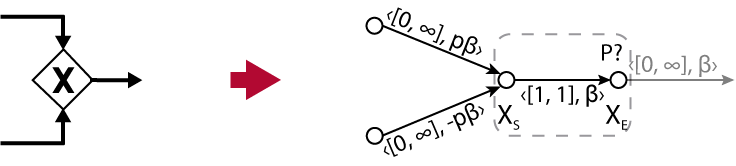 X
⟨[0, ∞], pβ⟩
P?
⟨[0, ∞], β⟩
⟨[1, 1], β⟩
⟨[0, ∞], -pβ⟩
X_S
X_E